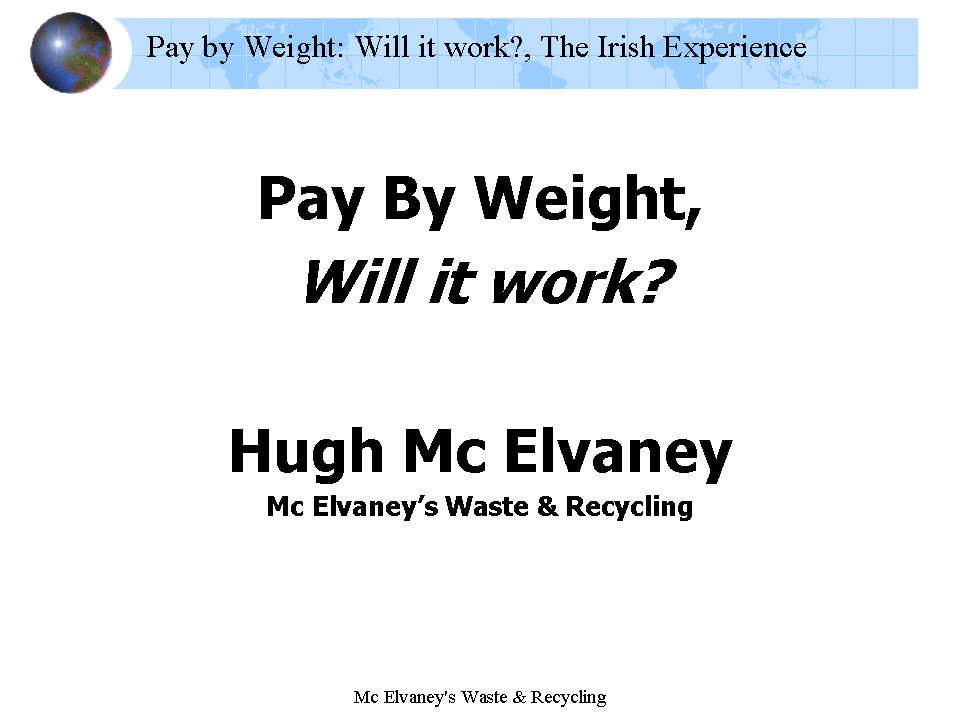 Pay by Weight: Will it work?, The Irish Experience
Pay By Weight,
Will it work?
Hugh Mc Elvaney
Mc Elvaney’s Waste & Recycling
Mc Elvaney's Waste & Recycling